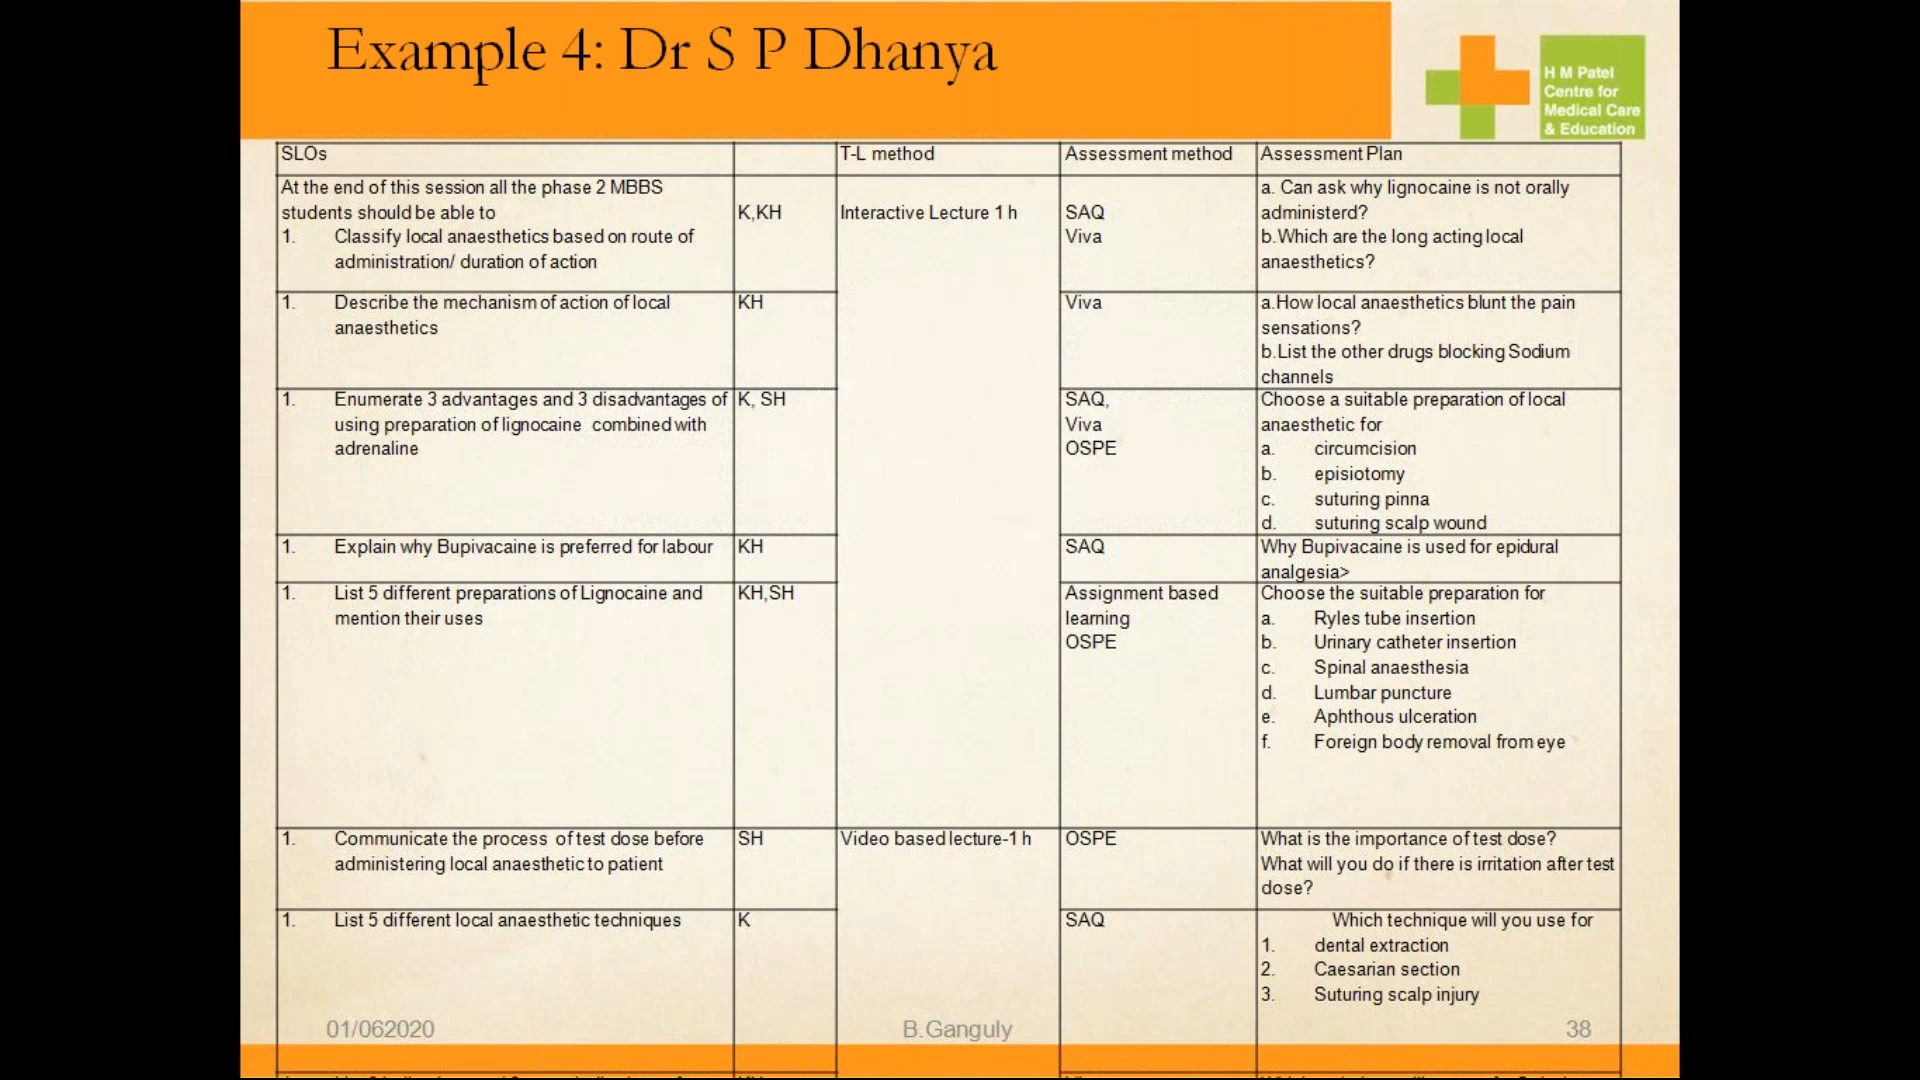 Example 4: Dr S P Dhanya
H M Patel
Centre for
Medical Care
& Education
SLOs
T-L method
Assessment method
Assessment Plan
At the end of this session all the phase 2 MBBS
students should be able to
1. Classify local anaesthetics based on route of
administration/ duration of action
K,KH
Interactive Lecture 1 h
SAQ
Viva
a. Can ask why lignocaine is not orally
administerd?
b.Which are the long acting local
anaesthetics?
1. Describe the mechanism of action of local
anaesthetics
KH
Viva
a.How local anaesthetics blunt the pain
sensations?
b.List the other drugs blocking Sodium
channels
1. Enumerate 3 advantages and 3 disadvantages of
using preparation of lignocaine combined with
adrenaline
K, SH
SAQ,
Viva
OSPE
Choose a suitable preparation of local
anaesthetic for
a. circumcision
b. episiotomy
c. suturing pinna
d. suturing scalp wound
1. Explain why Bupivacaine is preferred for labour
KH
SAQ
Why Bupivacaine is used for epidural
analgesia>
1. List 5 different preparations of Lignocaine and
mention their uses
KH,SH
Assignment based
learning
OSPE
Choose the suitable preparation for
a. Ryles tube insertion
b. Urinary catheter insertion
c. Spinal anaesthesia
d. Lumbar puncture
e. Aphthous ulceration
f. Foreign body removal from eye
1. Communicate the process of test dose before
administering local anaesthetic to patient
SH
Video based lecture-1 h
OSPE
What is the importance of test dose?
What will you do if there is irritation after test
dose?
1. List 5 different local anaesthetic techniques
K
SAQ
Which technique will you use for
1. dental extraction
2. Caesarian section
3. Suturing scalp injury
01/062020
B.Ganguly
38